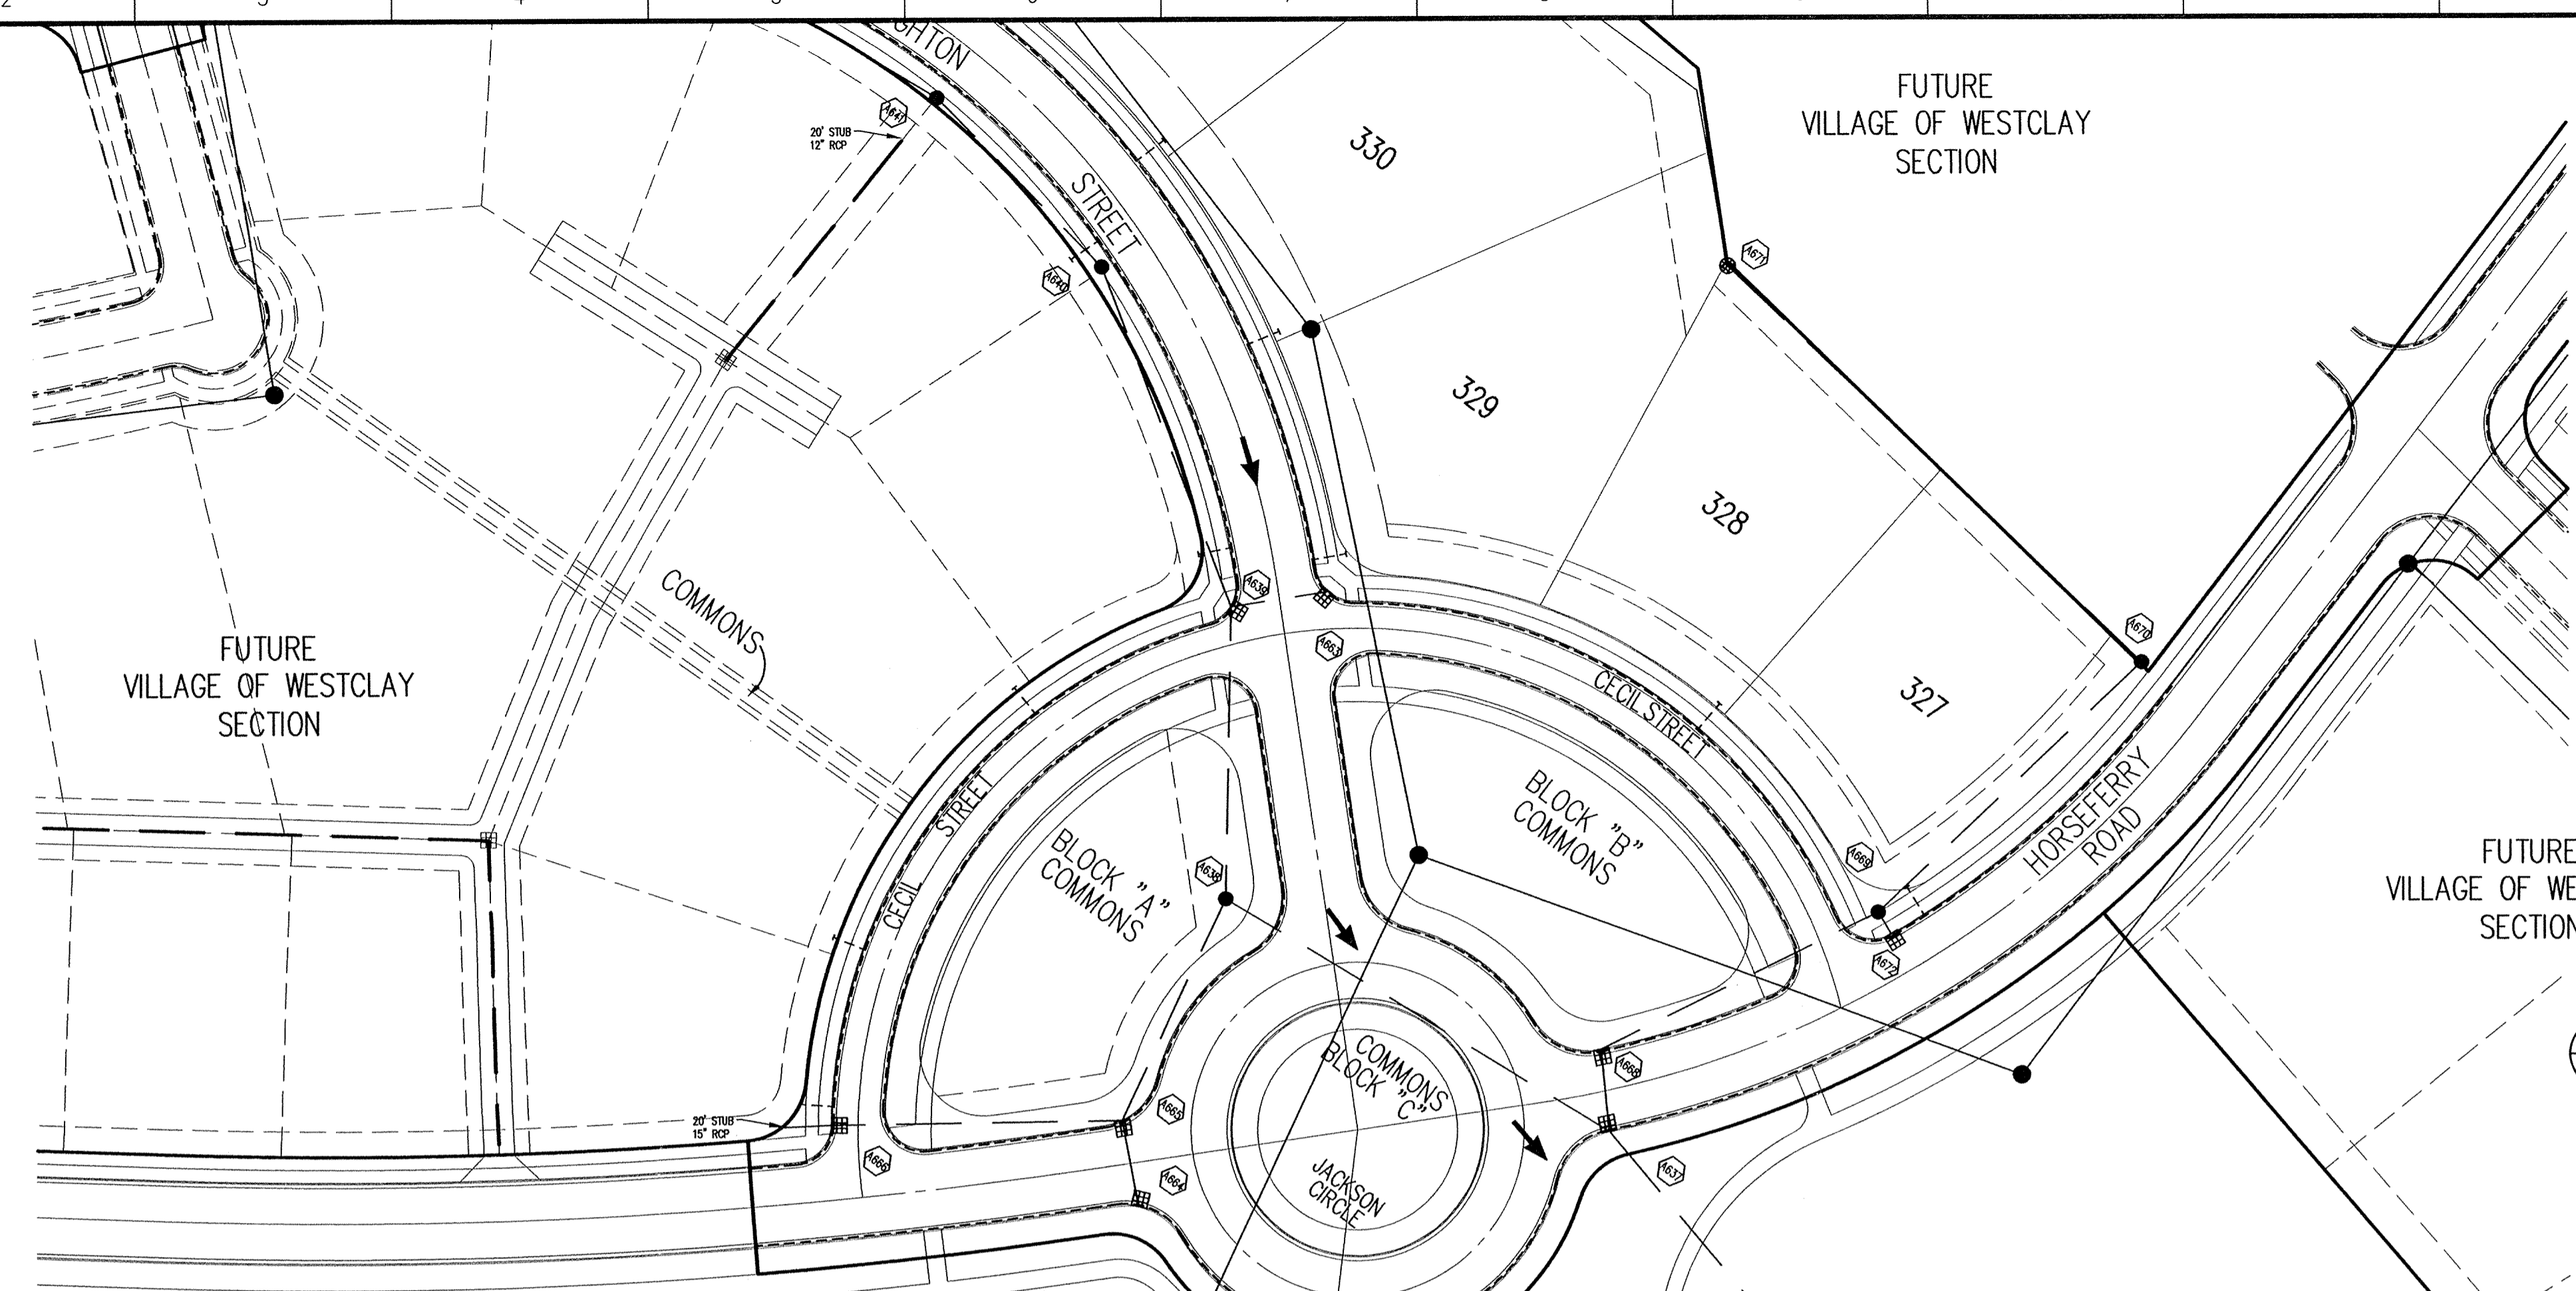 GHTON
STREET
A641
20' STUB
12" RCP
A640
330
FUTURE
VILLAGE OF WESTCLAY
SECTION
A671
329
328
327
A670
COMMONS
FUTURE
VILLAGE OF WESTCLAY
SECTION
A639
A663
CECIL STREET
CECIL STREET
BLOCK "A"
COMMONS
A638
BLOCK "B"
COMMONS
A669
A672
HORSEFERRY
ROAD
FUTURE
VILLAGE OF WE
SECTION
COMMONS
BLOCK "C"
A668
A665
20' STUB
15" RCP
A666
A664
JACKSON
CIRCLE
A637